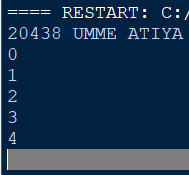 ==== RESTART: C:/
20438 UMME ATIYA
0
1
2
3
4